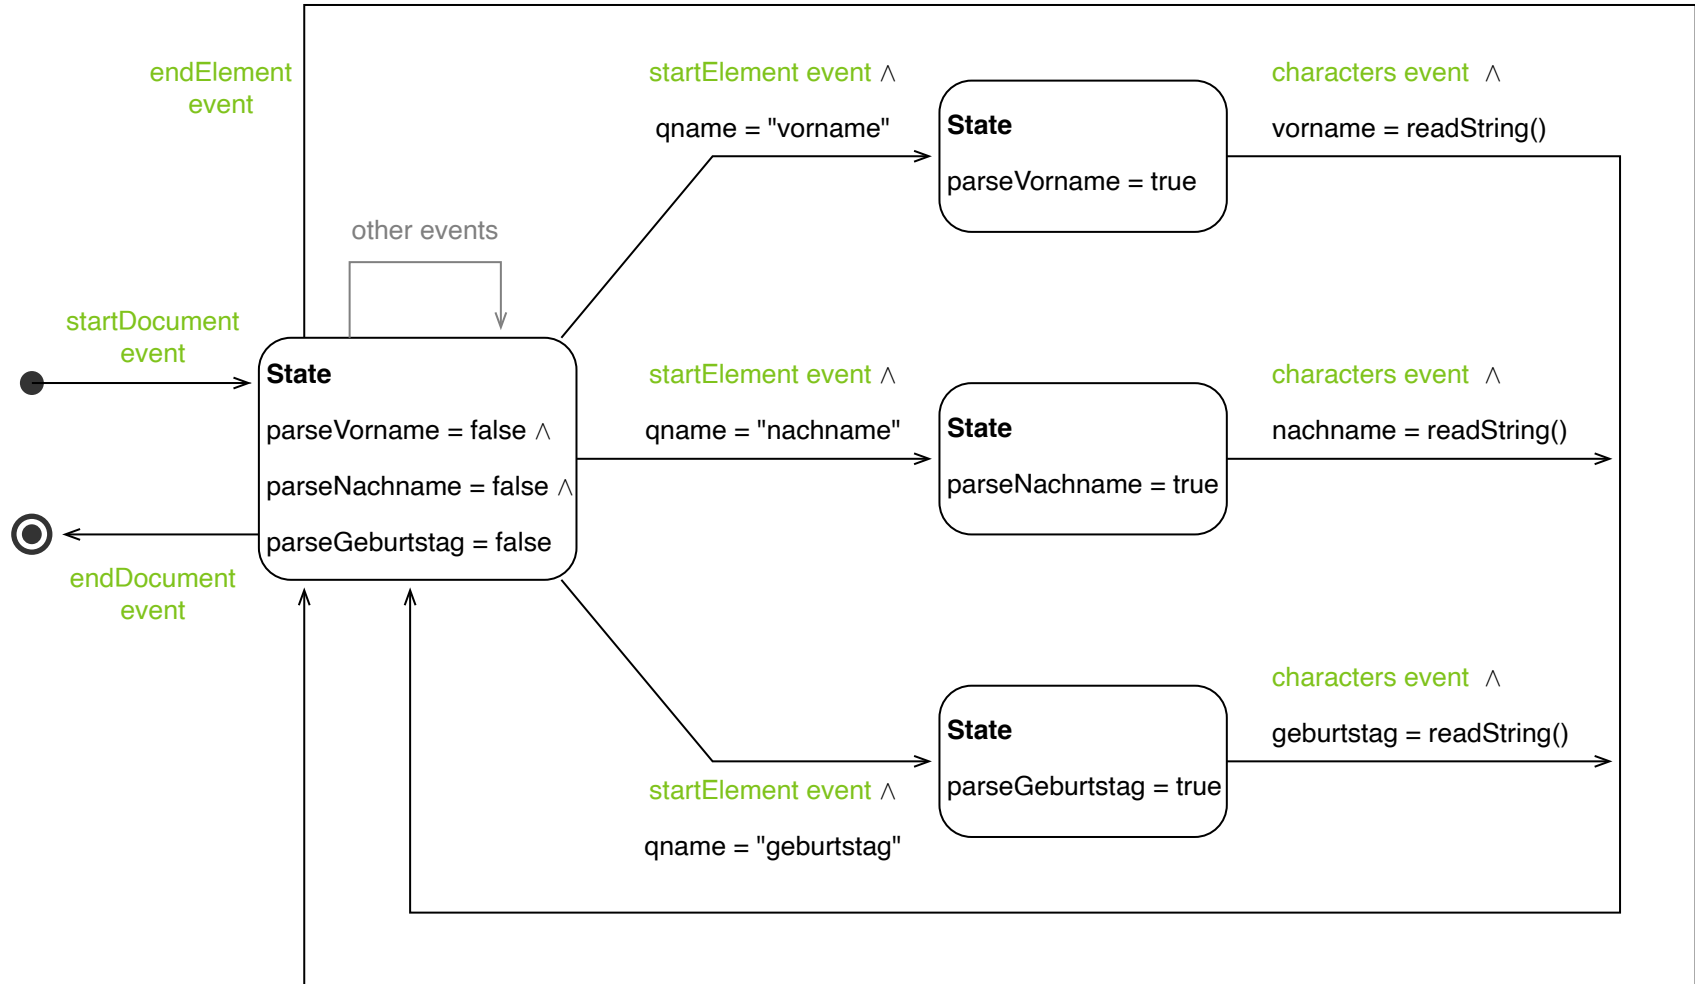 endElement
event
startElement event ∧
qname = "vorname"
State
parseVorname = true
characters event ∧
vorname = readString()
other events
startDocument
event
State
parseVorname = false ∧
parseNachname = false ∧
parseGeburtstag = false
startElement event ∧
qname = "nachname"
State
parseNachname = true
characters event ∧
nachname = readString()
endDocument
event
startElement event ∧
qname = "geburtstag"
State
parseGeburtstag = true
characters event ∧
geburtstag = readString()